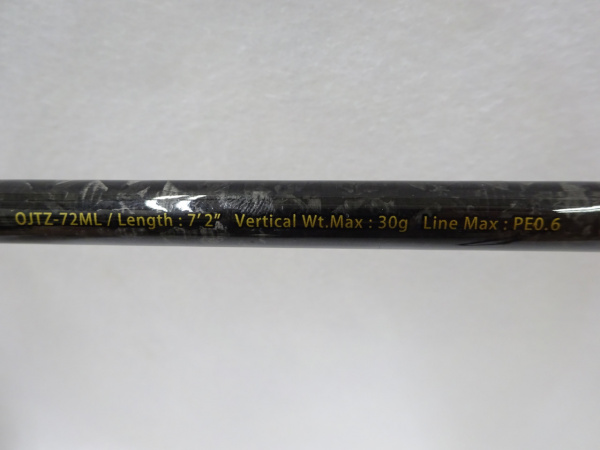 OJTZ-72ML / Length : 7'2" Vertical Wt.Max : 30g Line Max : PE0.6